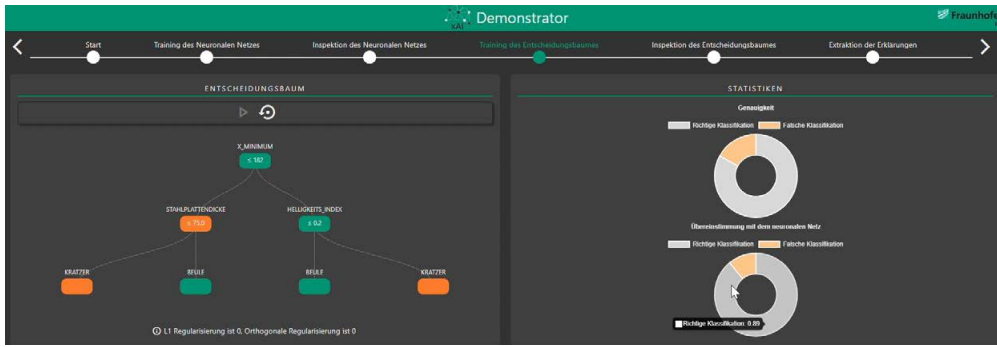 xAI Demonstrator
Fraunhofe
Start
Training des Neuronalen Netzes
Inspektion des Neuronalen Netzes
Training des Entscheidungsbaumes
Inspektion des Entscheidungsbaumes
Extraktion der Erklärungen
ENTSCHEIDUNGSBAUM
X_MINIMUM
≤ 182
STAHLPLATTENDICKE
≤ 75.0
HELLIGKEITS_INDEX
≤ 0.2
KRATZER
BEULE
BEULE
KRATZER
L1 Regularisierung ist 0, Orthogonale Regularisierung ist 0
STATISTIKEN
Genauigkeit
Richtige Klassifikation Falsche Klassifikation
Übereinstimmung mit dem neuronalen Netz
Richtige Klassifikation Falsche Klassifikation
Richtige Klassifikation: 0.89